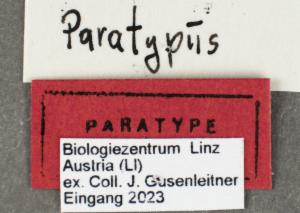 Paratypus
PARATYPE
Biologiezentrum Linz
Austria (LI)
ex. Coll. J. Gusenleitner
Eingang 2023